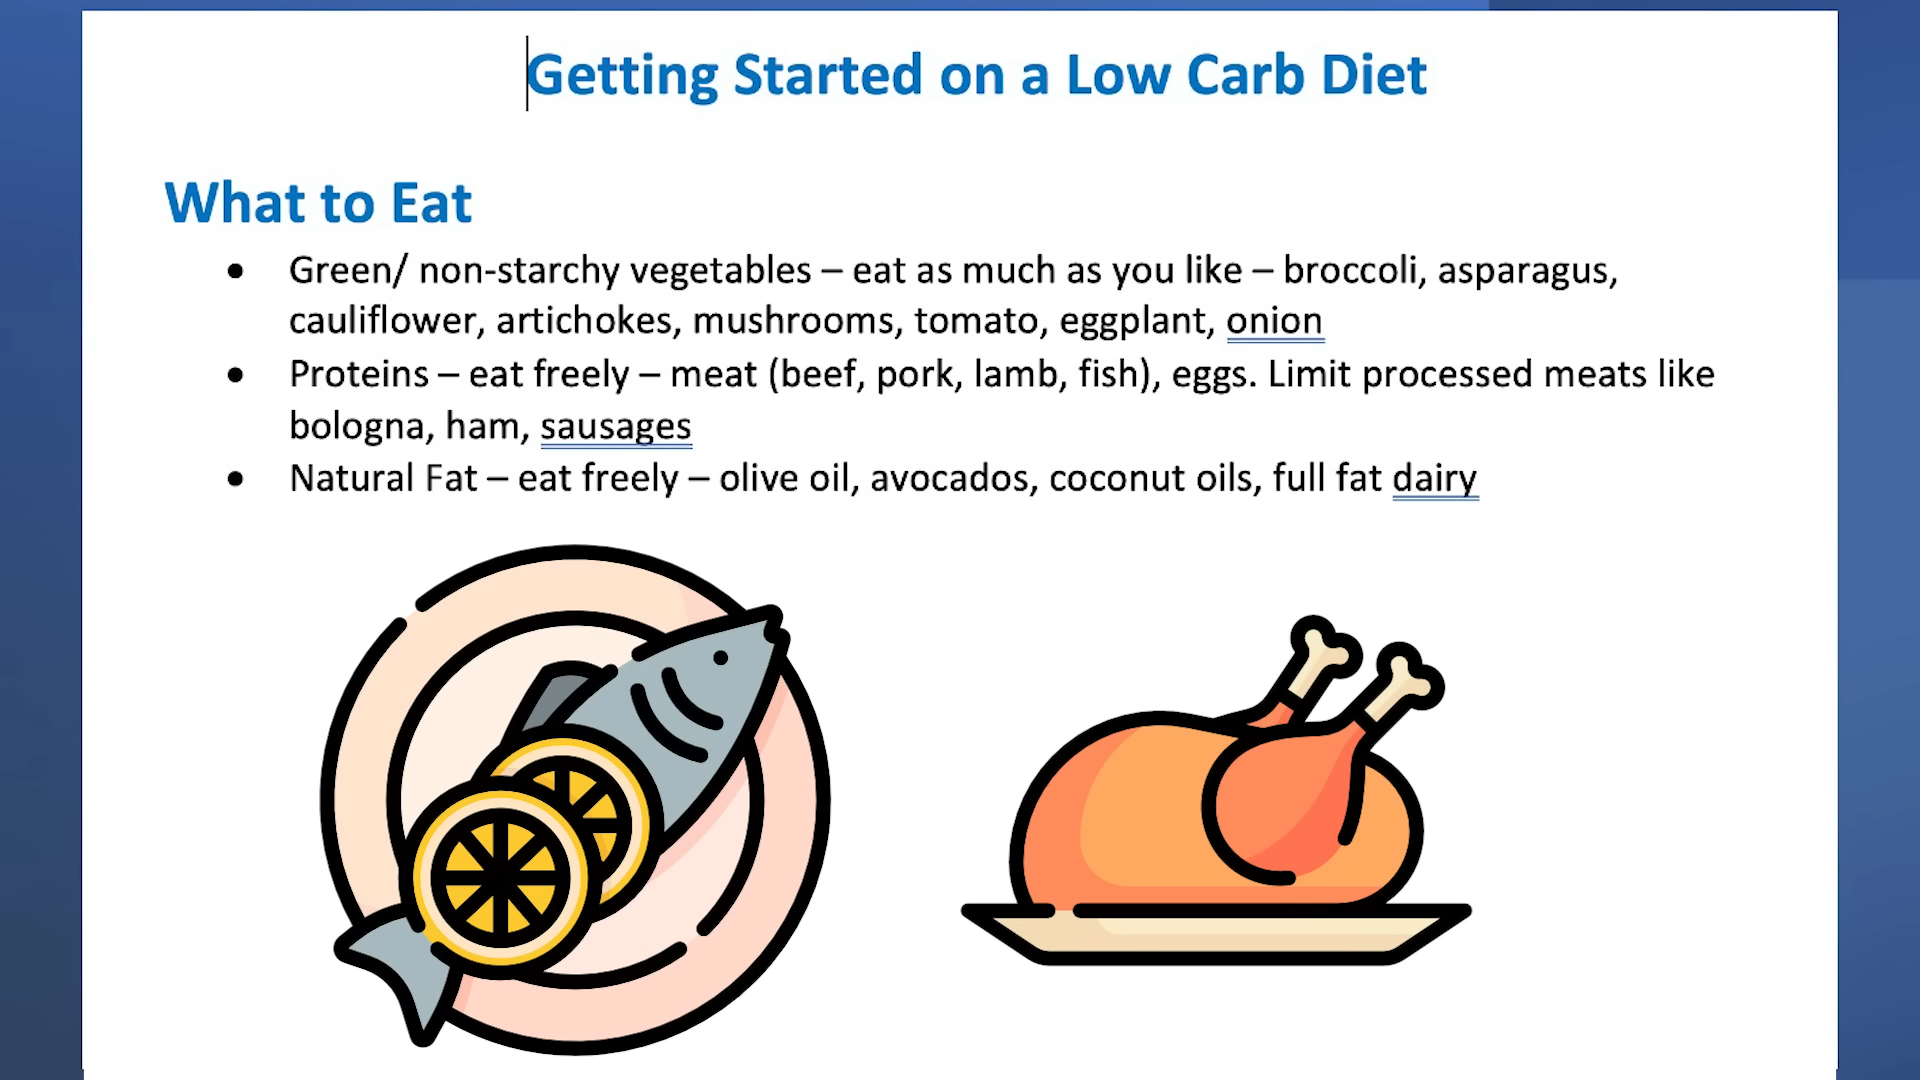 Getting Started on a Low Carb Diet
What to Eat
• Green/ non-starchy vegetables – eat as much as you like – broccoli, asparagus,
cauliflower, artichokes, mushrooms, tomato, eggplant, onion
• Proteins – eat freely – meat (beef, pork, lamb, fish), eggs. Limit processed meats like
bologna, ham, sausages
• Natural Fat – eat freely – olive oil, avocados, coconut oils, full fat dairy